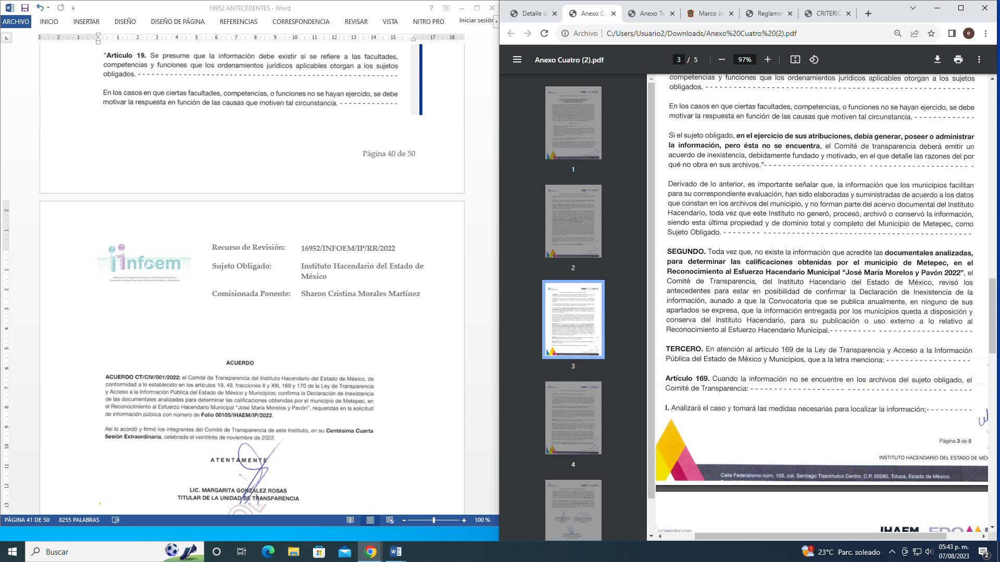 16952 ANTECEDENTES - Word
ARCHIVO INICIO INSERTAR DISEÑO DISEÑO DE PÁGINA REFERENCIAS CORRESPONDENCIA REVISAR VISTA NITRO PRO Iniciar sesión
3 2 1 1 2 3 4 5 6 7 8 9 10 11 12 13 14 15 17 18
“Artículo 19. Se presume que la información debe existir si se refiere a las facultades,
competencias y funciones que los ordenamientos jurídicos aplicables otorgan a los sujetos
obligados. - - - - - - - - - - - - - - - - - - - - - - - - - - - - - - - - - - - - - - - -
En los casos en que ciertas facultades, competencias, o funciones no se hayan ejercido, se debe
motivar la respuesta en función de las causas que motiven tal circunstancia. - - - - - - - - - - - - -
Página 40 de 50
infoem
Instituto de Transparencia, Acceso a la Información Pública y
Protección de Datos Personales del Estado de México y Municipios
Recurso de Revisión: 16952/INFOEM/IP/RR/2022
Sujeto Obligado: Instituto Hacendario del Estado de
México
Comisionada Ponente: Sharon Cristina Morales Martínez
ACUERDO
ACUERDO CT/CIV/001/2022: el Comité de Transparencia del Instituto Hacendario del Estado de México, de
conformidad a lo establecido en los artículos 19, 49, fracciones II y XIII, 169 y 170 de la Ley de Transparencia
y Acceso a la Información Pública del Estado de México y Municipios; confirma la Declaración de Inexistencia
de las documentales analizadas para determinar las calificaciones obtenidas por el municipio de Metepec, en
el Reconocimiento al Esfuerzo Hacendario Municipal “José María Morelos y Pavón”, requeridas en la solicitud
de información pública con número de Folio 00105/IHAEM/IP/2022.
Así lo acordó y firmó los integrantes del Comité de Transparencia de este Instituto, en su Centésima Cuarta
Sesión Extraordinaria, celebrada el veintitrés de noviembre de 2022.
A T E N T A M E N T E
LIC. MARGARITA GONZÁLEZ ROSAS
TITULAR DE LA UNIDAD DE TRANSPARENCIA
PÁGINA 41 DE 50 8255 PALABRAS 100 %
Detalle d Anexo Cu Anexo Tre Marco Ju Reglamen CRITERIO
Archivo C:/Users/Usuario2/Downloads/Anexo%20Cuatro%20(2).pdf e
Anexo Cuatro (2).pdf 3 / 5 97%
1
2
3
4
competencias y funciones que los ordenamientos jurídicos aplicables otorgan a los sujetos
obligados. - - - - - - - - - - - - - - - - - - - - - - - - - - - - - - - - - - - - - - - -
En los casos en que ciertas facultades, competencias, o funciones no se hayan ejercido, se debe
motivar la respuesta en función de las causas que motiven tal circunstancia. - - - - - - - - - - - - -
Si el sujeto obligado, en el ejercicio de sus atribuciones, debía generar, poseer o administrar
la información, pero ésta no se encuentra, el Comité de transparencia deberá emitir un
acuerdo de inexistencia, debidamente fundado y motivado, en el que detalle las razones del por
qué no obra en sus archivos.”- - - - - - - - - - - - - - - - - - - - - - - - - - - - - - - -
Derivado de lo anterior, es importante señalar que, la información que los municipios facilitan
para su correspondiente evaluación, han sido elaboradas y suministradas de acuerdo a los datos
que constan en los archivos del municipio, y no forman parte del acervo documental del Instituto
Hacendario, toda vez que este Instituto no generó, procesó, archivó o conservó la información,
siendo esta última propiedad y de dominio total y completo del Municipio de Metepec, como
Sujeto Obligado. - - - - - - - - - - - - - - - - - - - - - - - - - - - - - - - - - - - - - -
SEGUNDO. Toda vez que, no existe la información que acredite las documentales analizadas,
para determinar las calificaciones obtenidas por el municipio de Metepec, en el
Reconocimiento al Esfuerzo Hacendario Municipal “José María Morelos y Pavón 2022”, el
Comité de Transparencia, del Instituto Hacendario del Estado de México, revisó los
antecedentes para estar en posibilidad de confirmar la Declaración de Inexistencia de la
información, aunado a que la Convocatoria que se publica anualmente, en ninguno de sus
apartados se expresa, que la información entregada por los municipios queda a disposición y
conserva del Instituto Hacendario, para su publicación o uso externo a lo relativo al
Reconocimiento al Esfuerzo Hacendario Municipal.- - - - - - - - - - - - - - - - - - - - - - - -
TERCERO. En atención al artículo 169 de la Ley de Transparencia y Acceso a la Información
Pública del Estado de México y Municipios, que a la letra menciona: - - - - - - - - - - - - - - -
Artículo 169. Cuando la información no se encuentre en los archivos del sujeto obligado, el
Comité de Transparencia: - - - - - - - - - - - - - - - - - - - - - - - - - - - - - - - - - -
I. Analizará el caso y tomará las medidas necesarias para localizar la información;- - - - - - - - -
Página 3 de 5
INSTITUTO HACENDARIO DEL ESTADO DE MÉX
Calle Federalismo núm. 103, col. Santiago Tlaxomulco Centro, C.P. 50280, Toluca, Estado de México.
GOBIERNO DEL IHAEM EDOMÉX
Buscar
23°C Parc. soleado 05:43 p. m.
07/08/2023
2